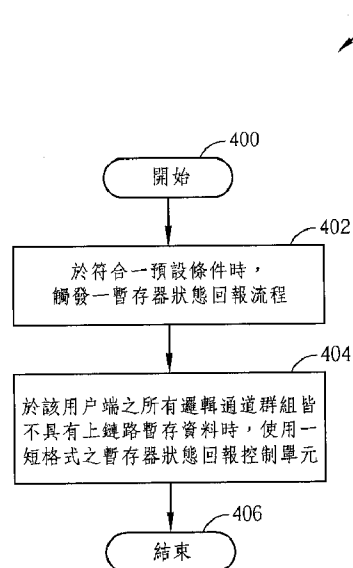 400
開始
402
於符合一預設條件時，
觸發一暫存器狀態回報流程
404
於該用户端之所有邏輯通道群組皆
不具有上鏈路暫存資料時，使用一
短格式之暫存器狀態回報控制單元
406
結束